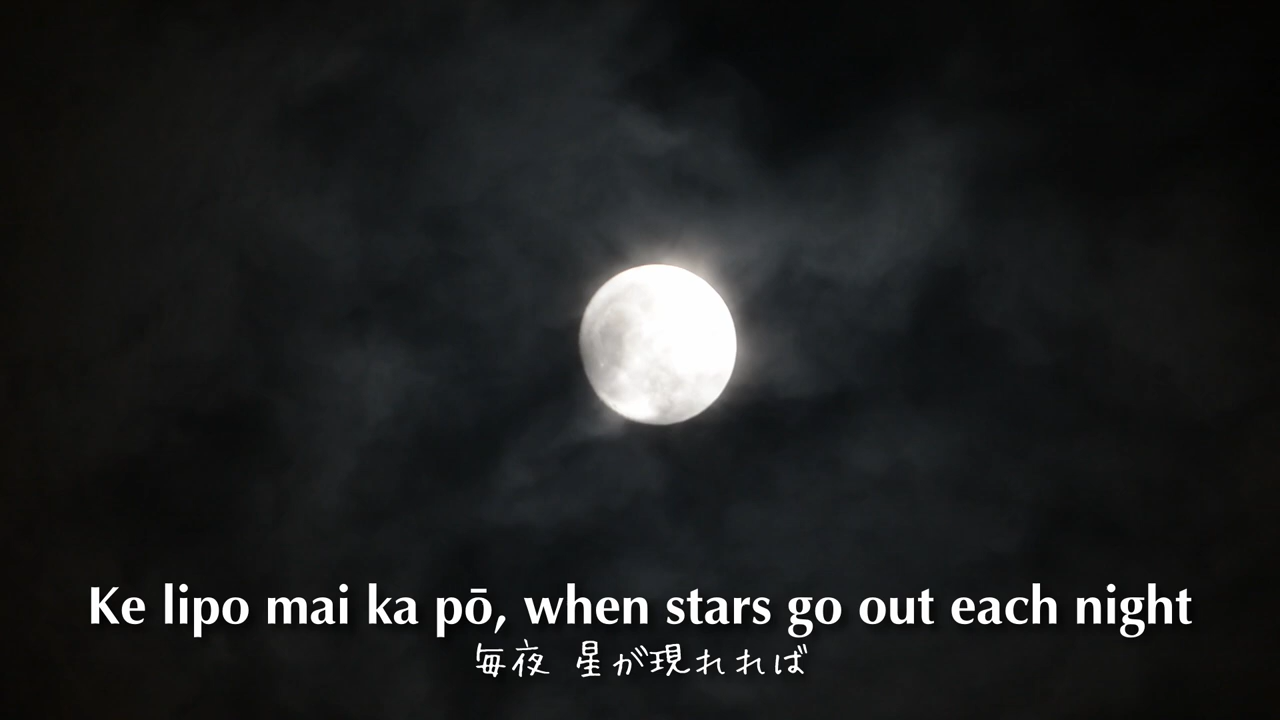 Ke lipo mai ka pō, when stars go out each night
毎夜 星が現れれば